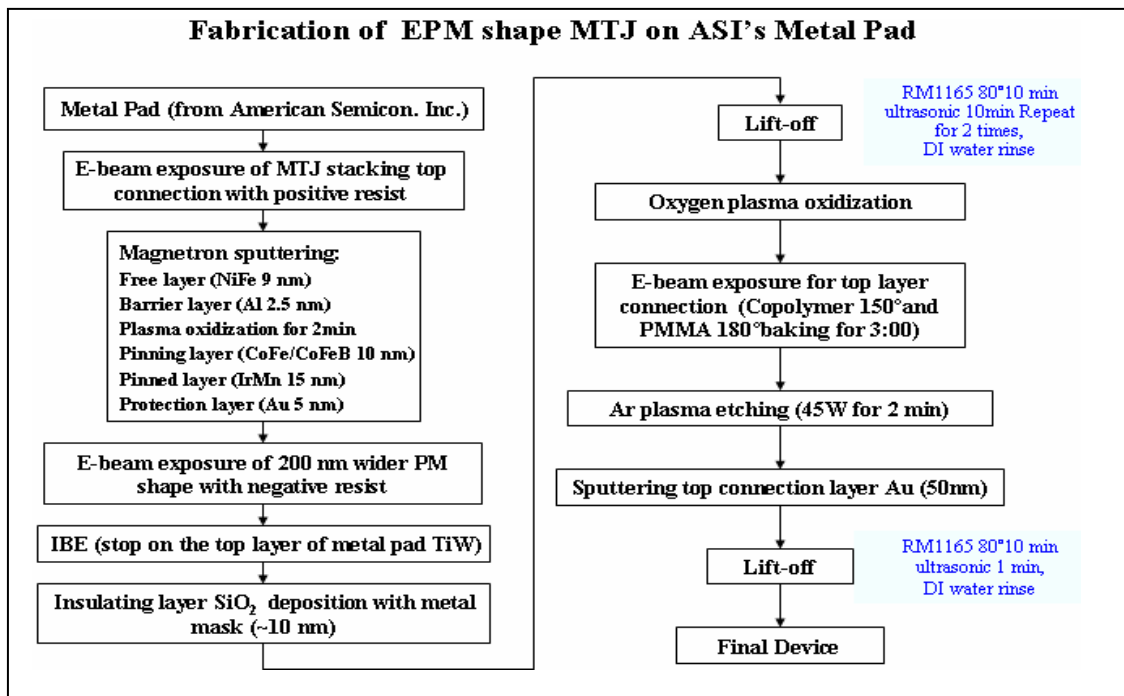 Fabrication of EPM shape MTJ on ASI's Metal Pad
Metal Pad (from American Semicon. Inc.)
E-beam exposure of MTJ stacking top
connection with positive resist
Magnetron sputtering:
Free layer (NiFe 9 nm)
Barrier layer (Al 2.5 nm)
Plasma oxidization for 2min
Pinning layer (CoFe/CoFeB 10 nm)
Pinned layer (IrMn 15 nm)
Protection layer (Au 5 nm)
E-beam exposure of 200 nm wider PM
shape with negative resist
IBE (stop on the top layer of metal pad TiW)
Insulating layer SiO₂ deposition with metal
mask (~10 nm)
Lift-off
RM1165 80°10 min
ultrasonic 10min Repeat
for 2 times,
DI water rinse
Oxygen plasma oxidization
E-beam exposure for top layer
connection (Copolymer 150°and
PMMA 180°baking for 3:00)
Ar plasma etching (45W for 2 min)
Sputtering top connection layer Au (50nm)
Lift-off
RM1165 80°10 min
ultrasonic 1 min,
DI water rinse
Final Device